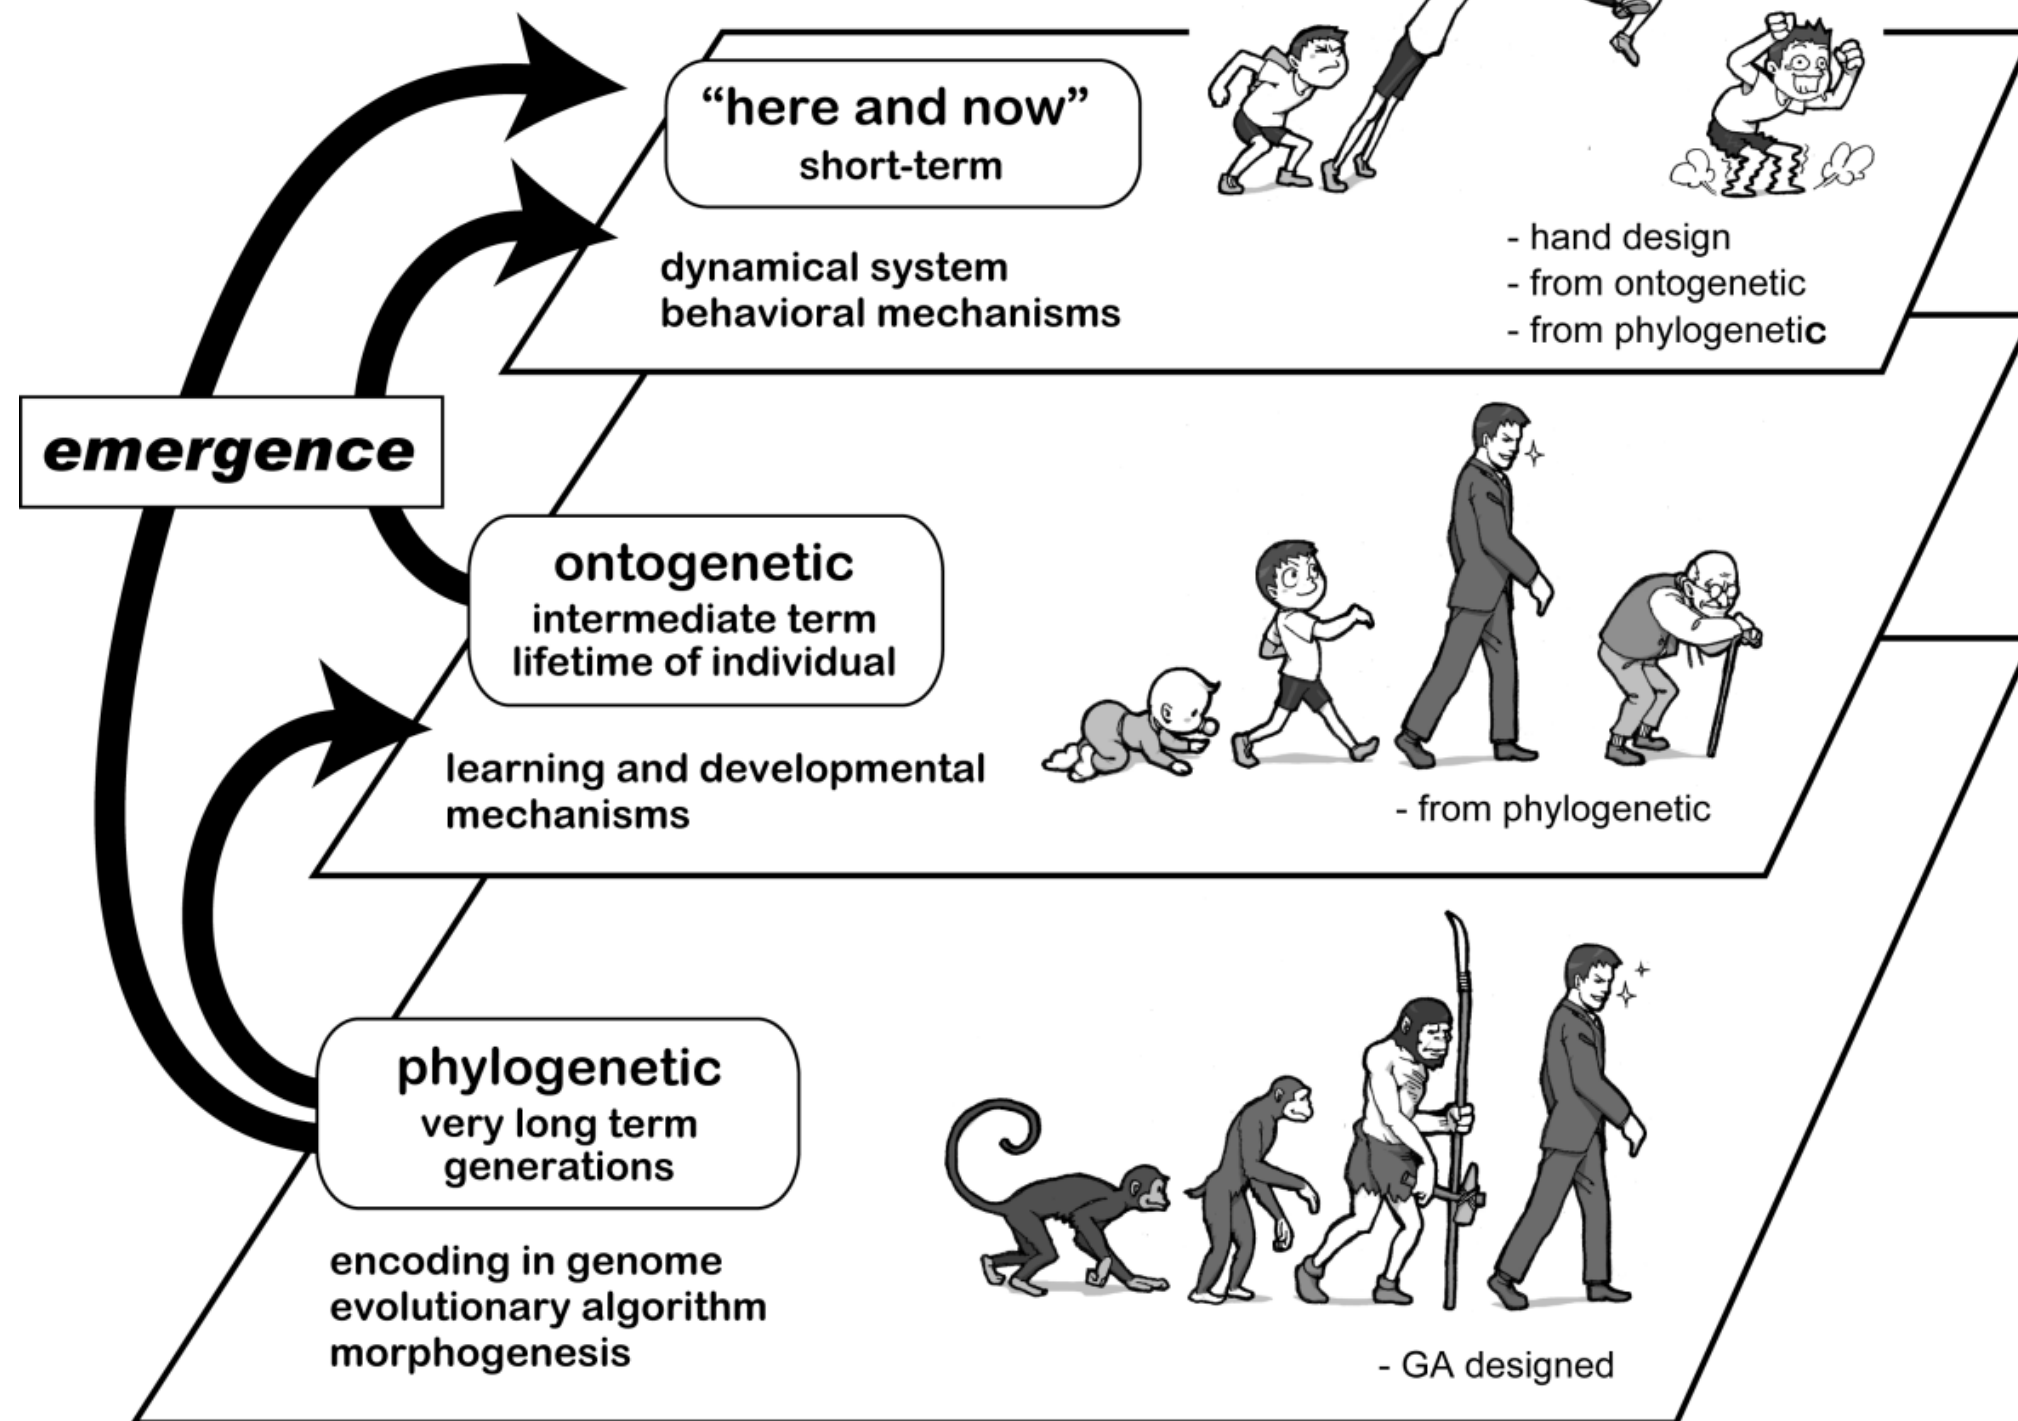 “here and now”
short-term
dynamical system
behavioral mechanisms
- hand design
- from ontogenetic
- from phylogenetic
emergence
ontogenetic
intermediate term
lifetime of individual
learning and developmental
mechanisms
- from phylogenetic
phylogenetic
very long term
generations
encoding in genome
evolutionary algorithm
morphogenesis
- GA designed